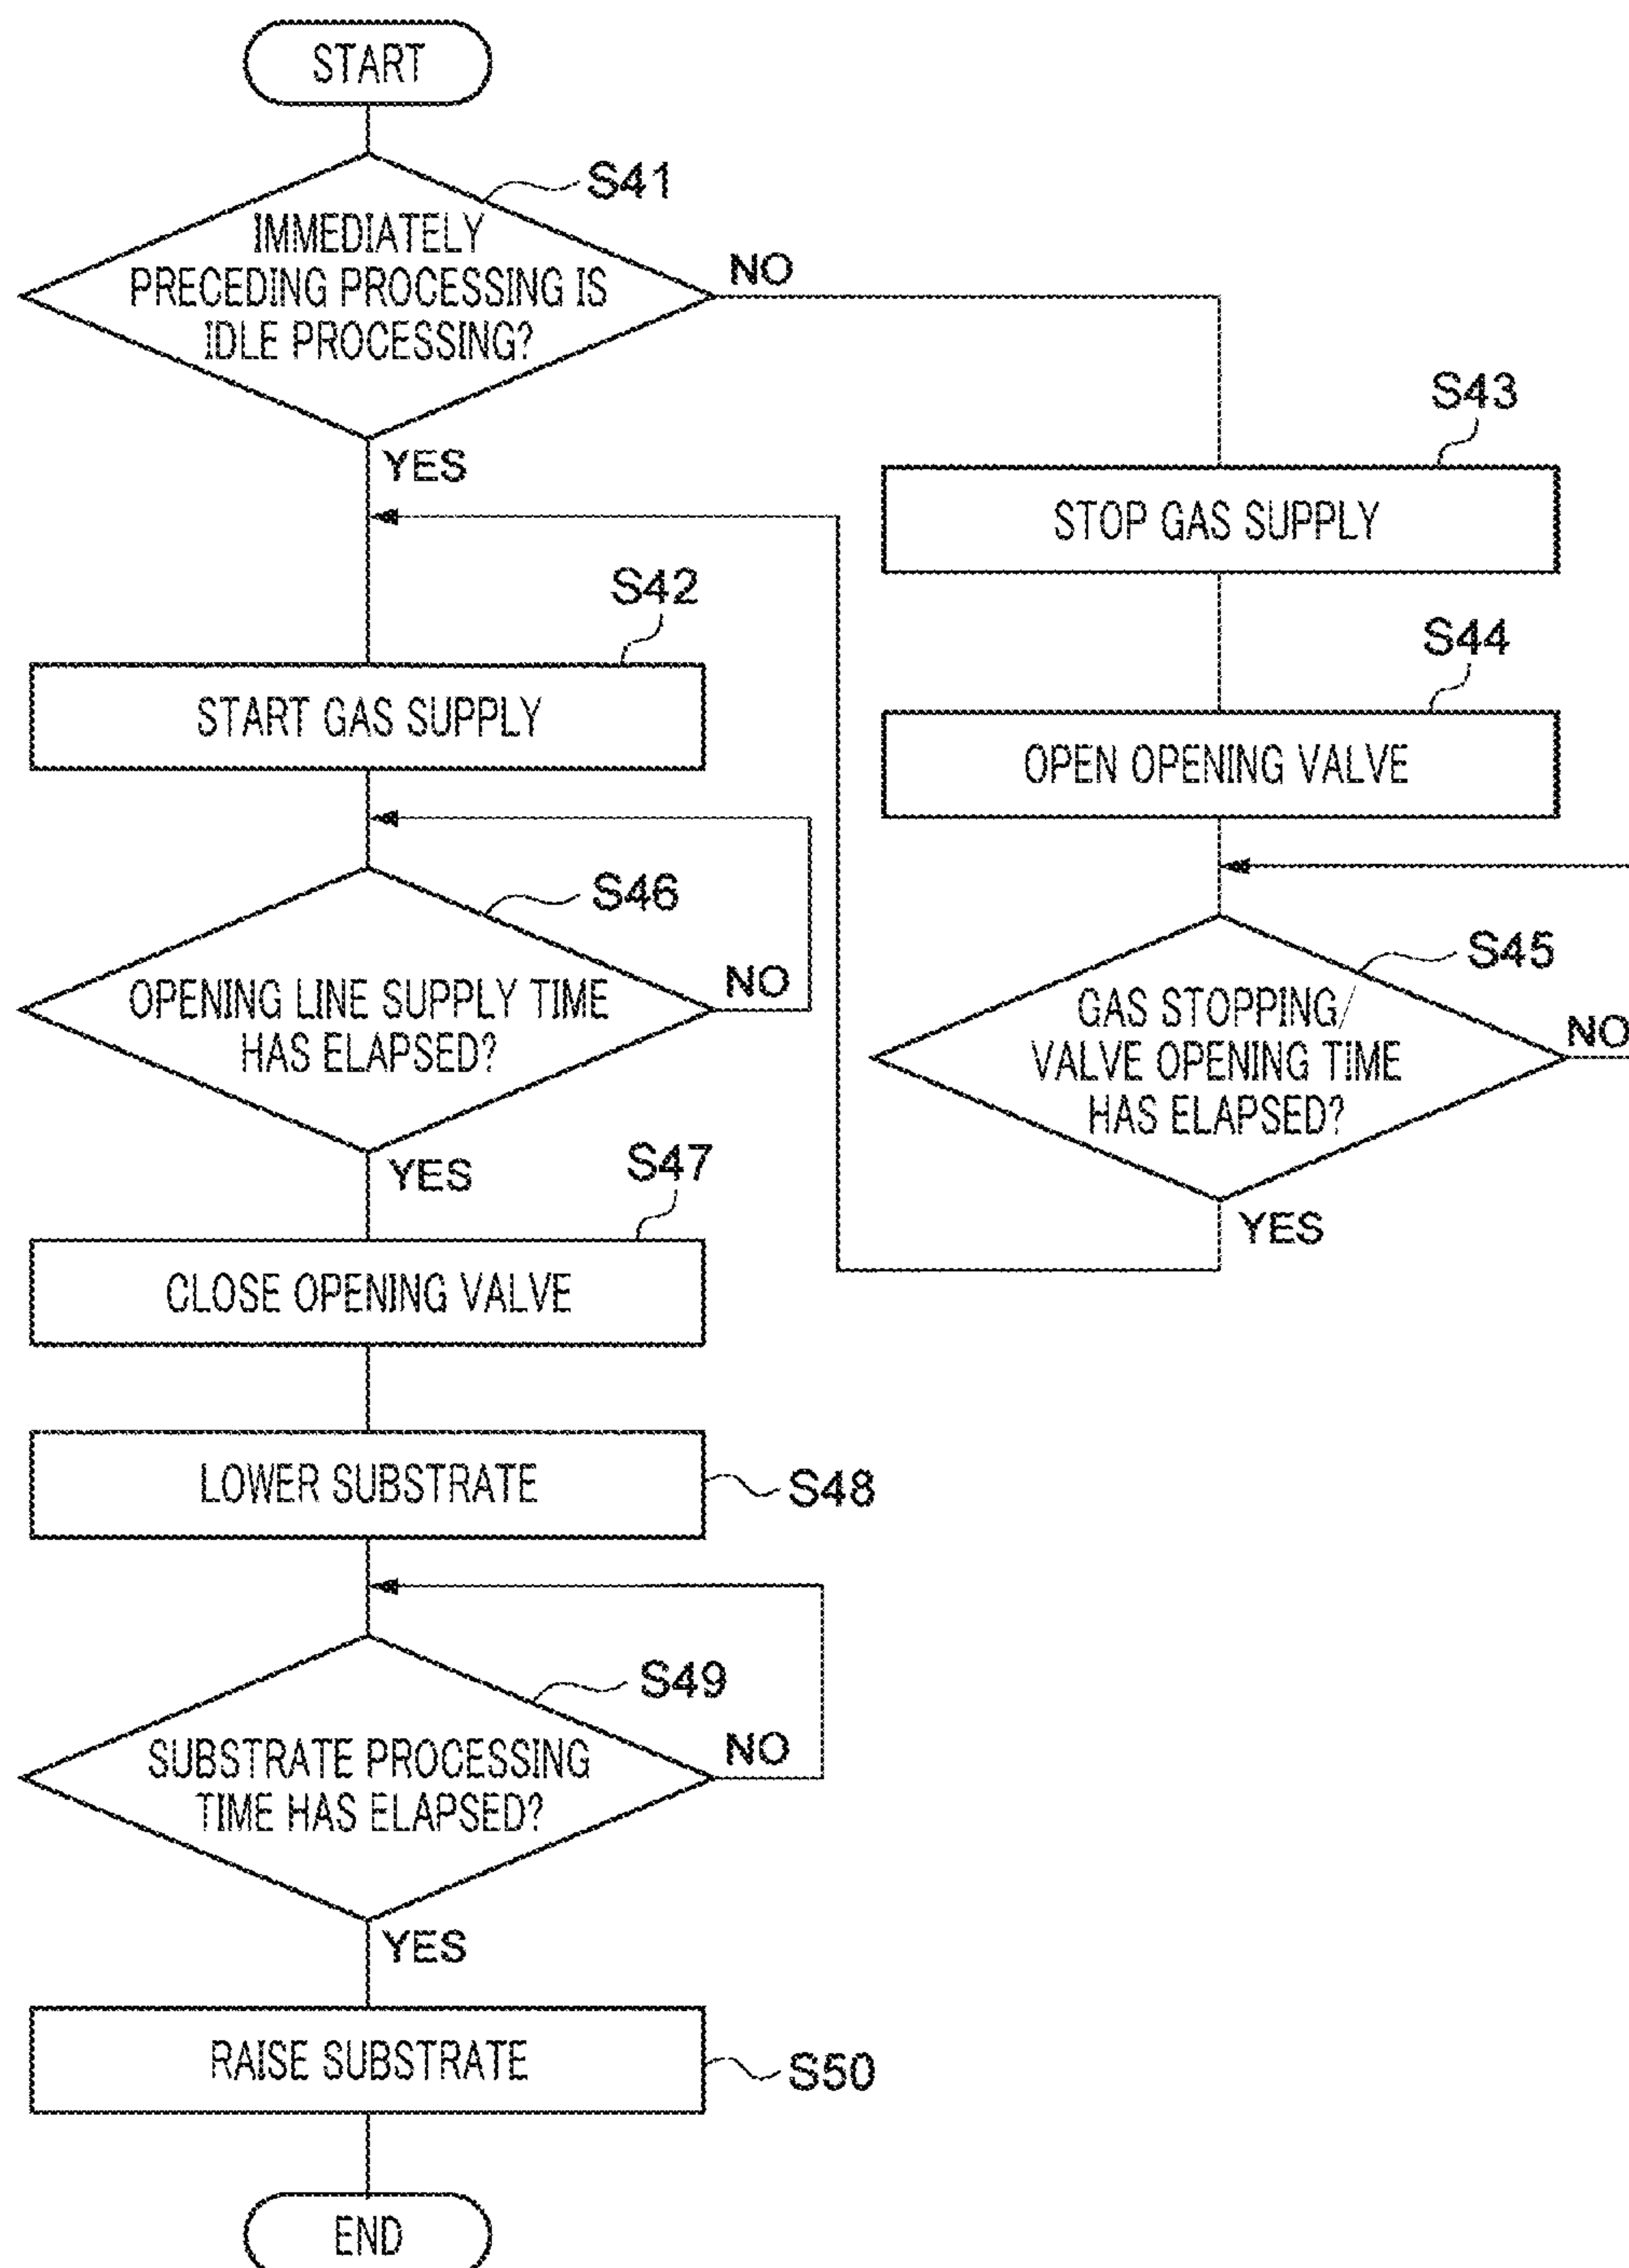 START
S41
IMMEDIATELY
PRECEDING PROCESSING IS
IDLE PROCESSING?
NO
YES
S43
STOP GAS SUPPLY
S42
START GAS SUPPLY
S44
OPEN OPENING VALVE
S46
OPENING LINE SUPPLY TIME
HAS ELAPSED?
NO
YES
S45
GAS STOPPING/
VALVE OPENING TIME
HAS ELAPSED?
NO
YES
S47
CLOSE OPENING VALVE
LOWER SUBSTRATE
S48
S49
SUBSTRATE PROCESSING
TIME HAS ELAPSED?
NO
YES
RAISE SUBSTRATE
S50
END